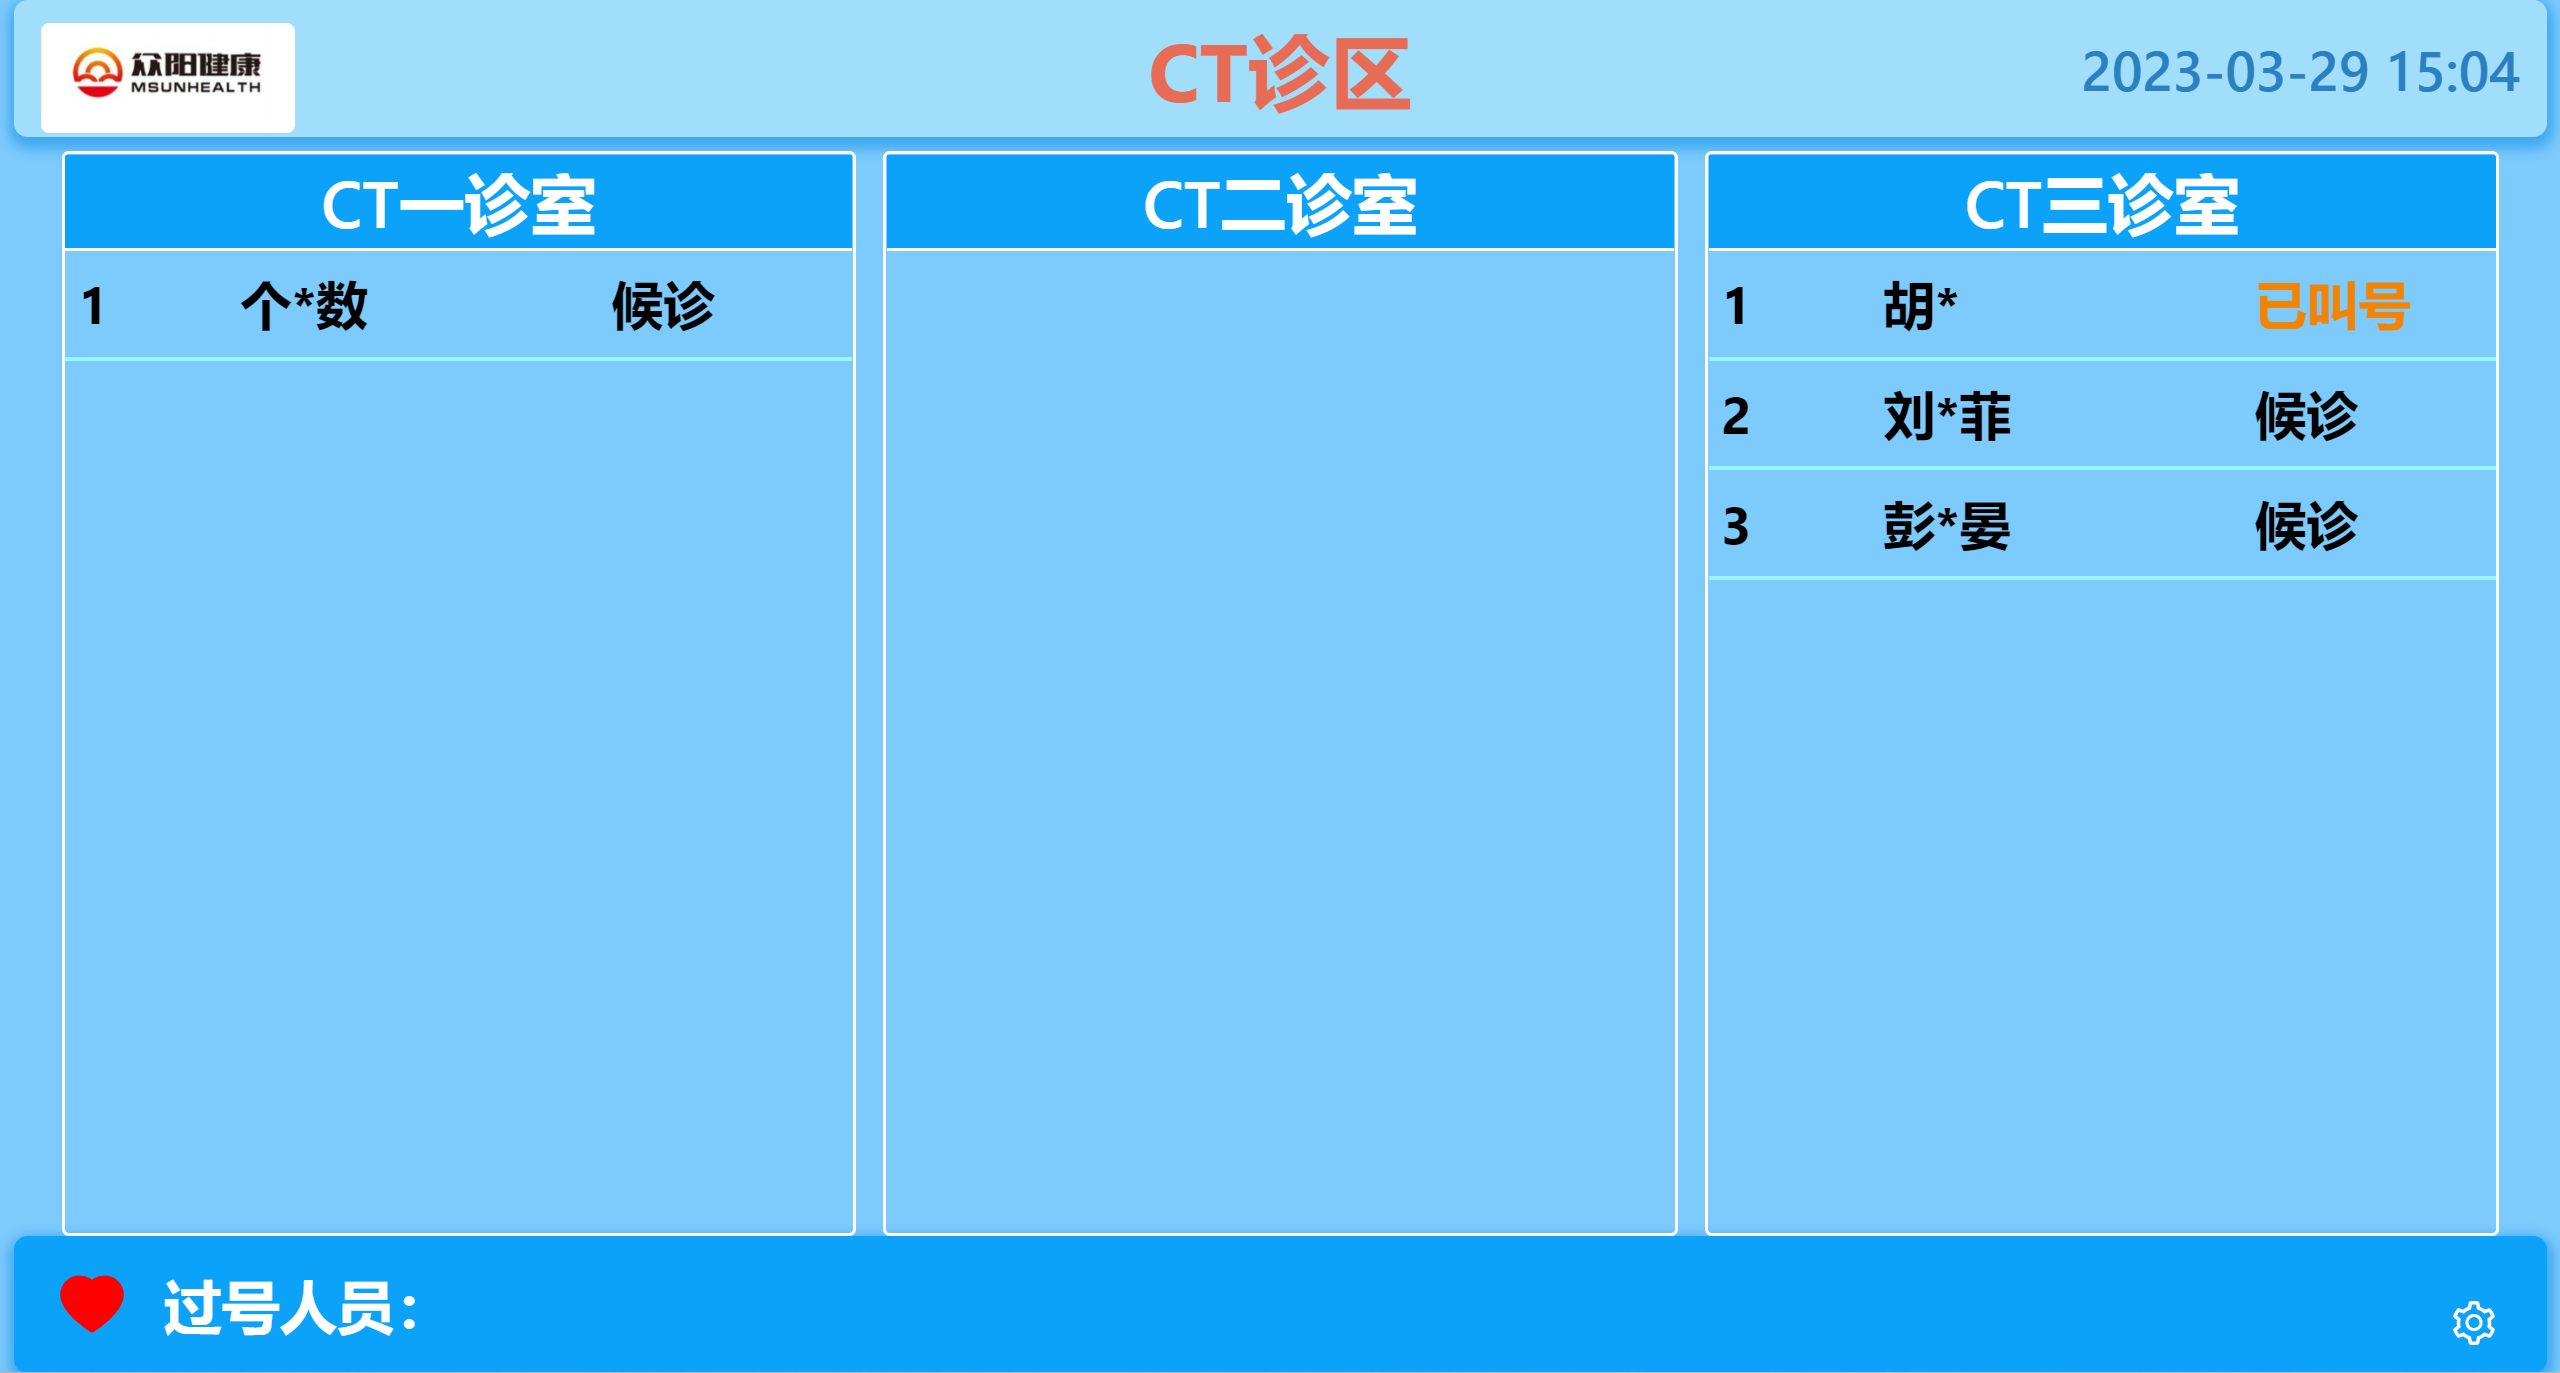 众阳健康
MSUNHEALTH
CT诊区
2023-03-29 15:04
CT一诊室
1 个*数 候诊
CT二诊室
CT三诊室
1 胡* 已叫号
2 刘*菲 候诊
3 彭*晏 候诊
过号人员：